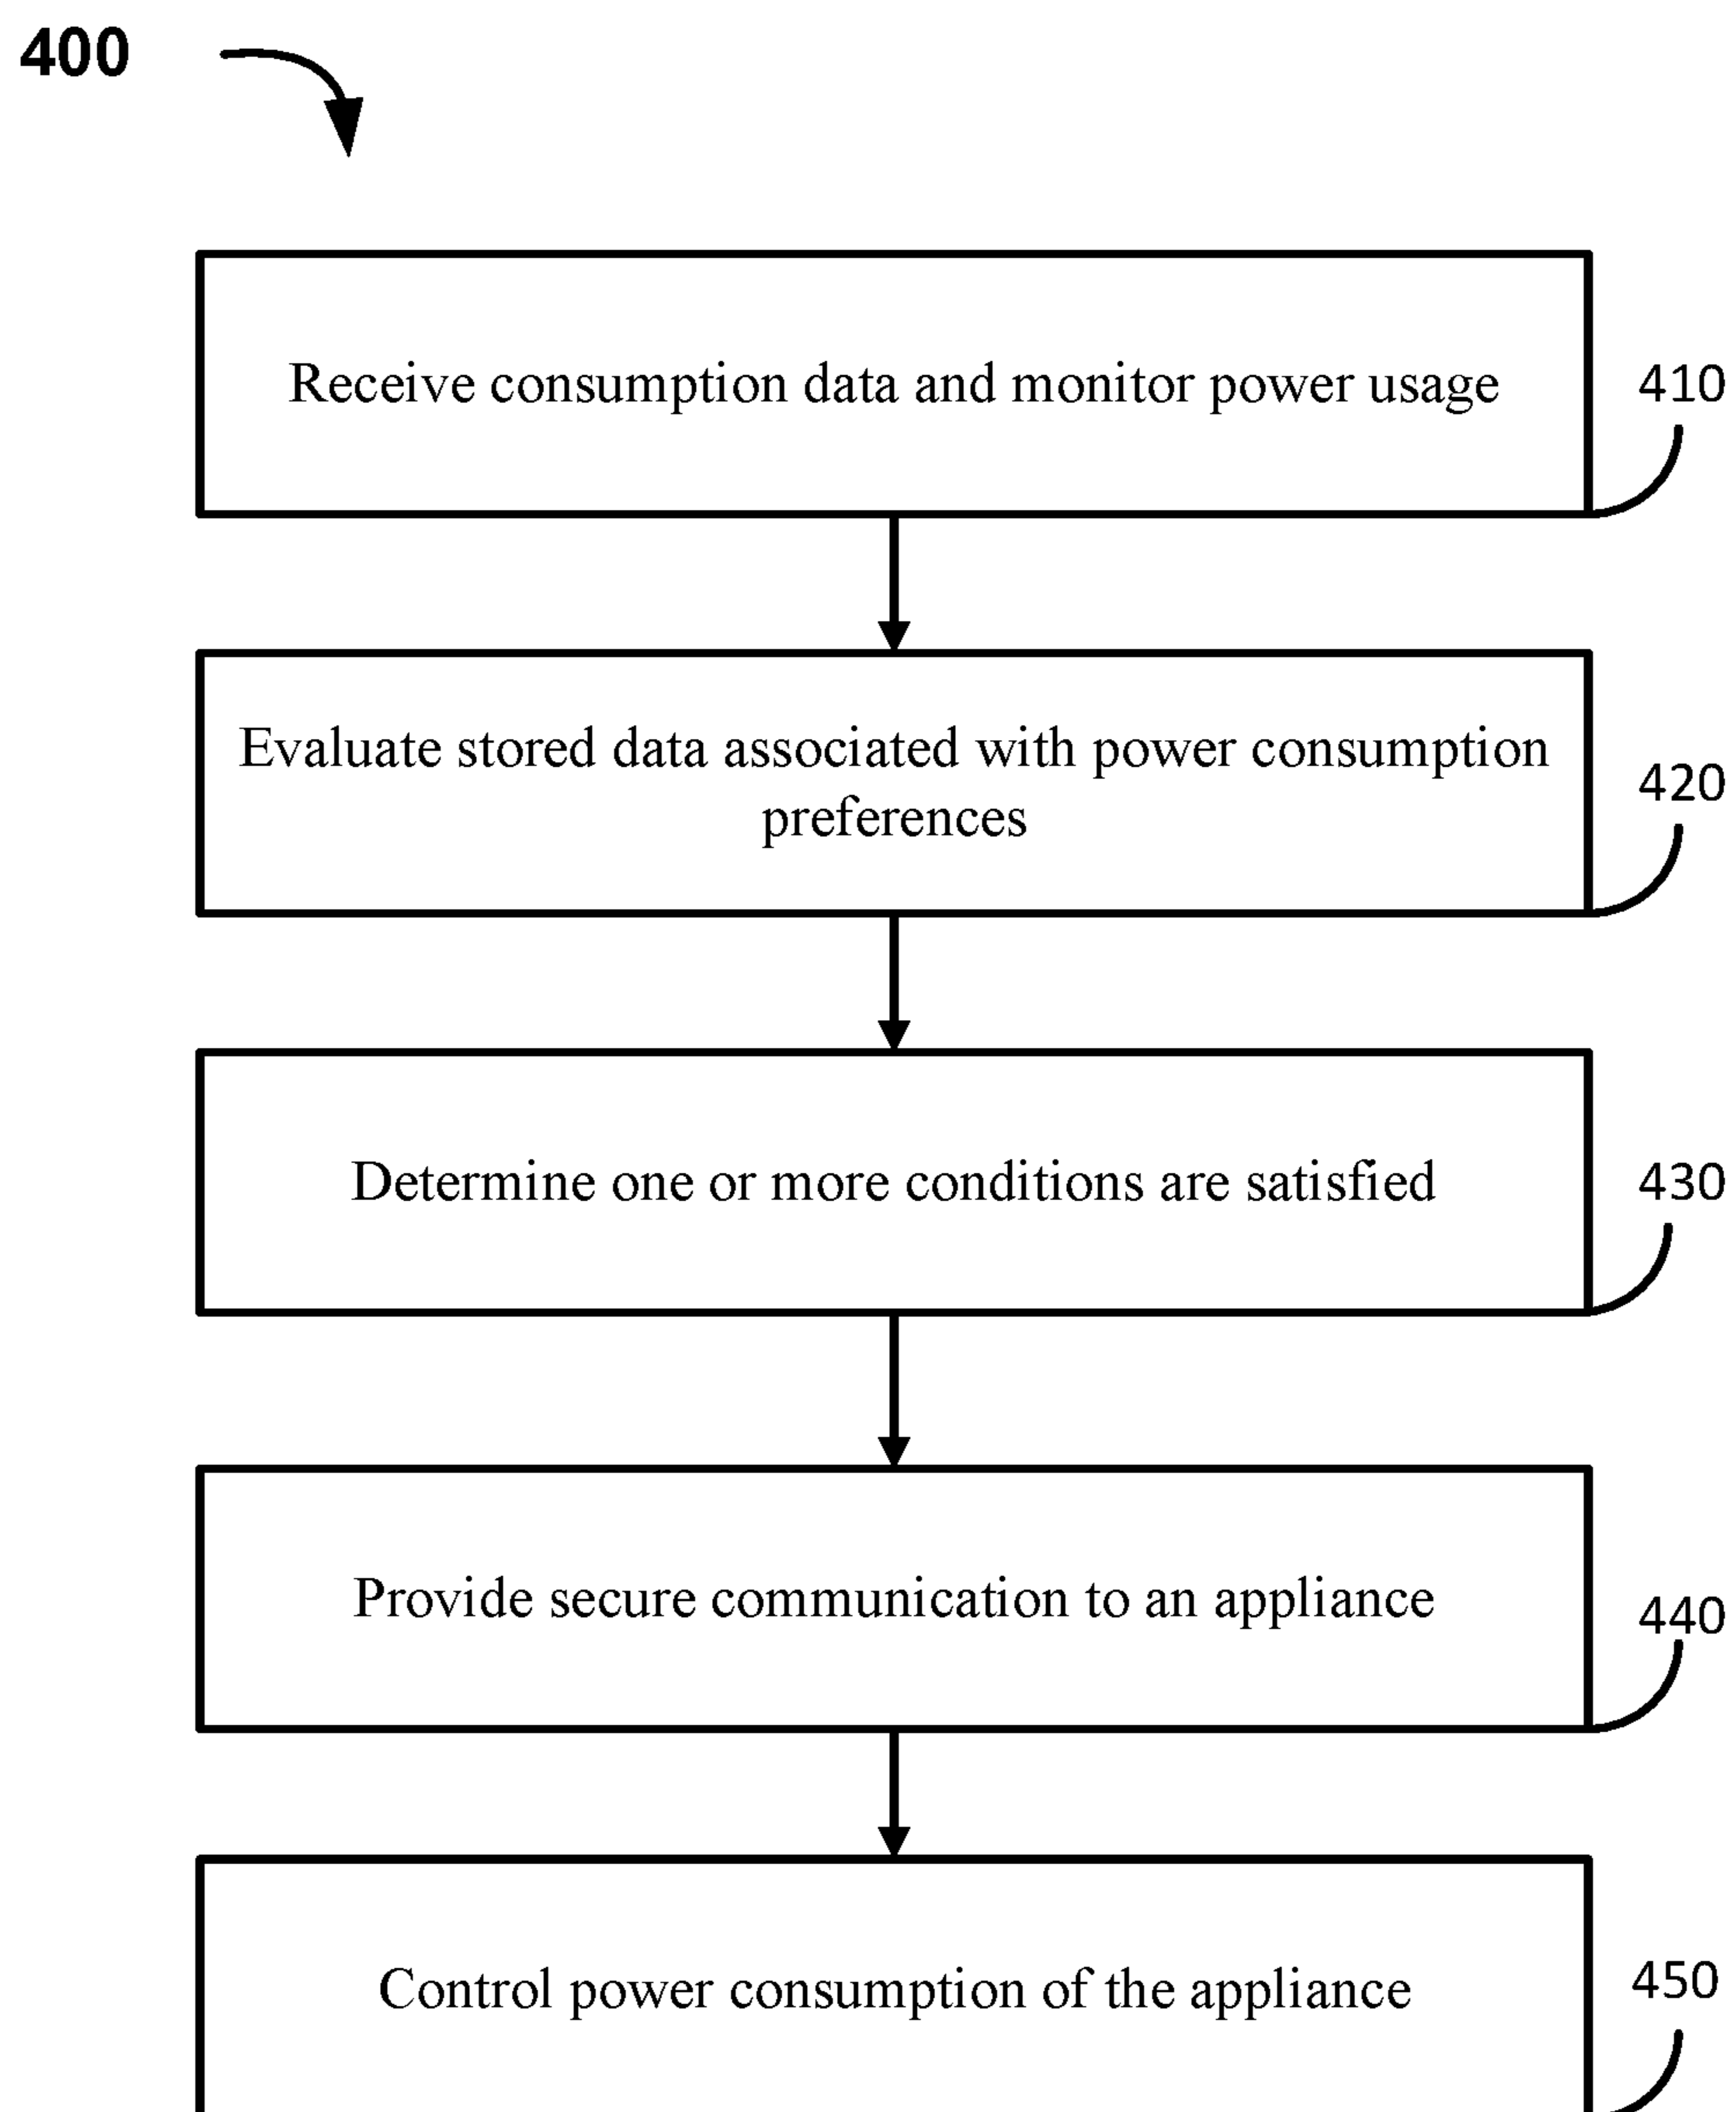 400
Receive consumption data and monitor power usage
410
Evaluate stored data associated with power consumption
preferences
420
Determine one or more conditions are satisfied
430
Provide secure communication to an appliance
440
Control power consumption of the appliance
450